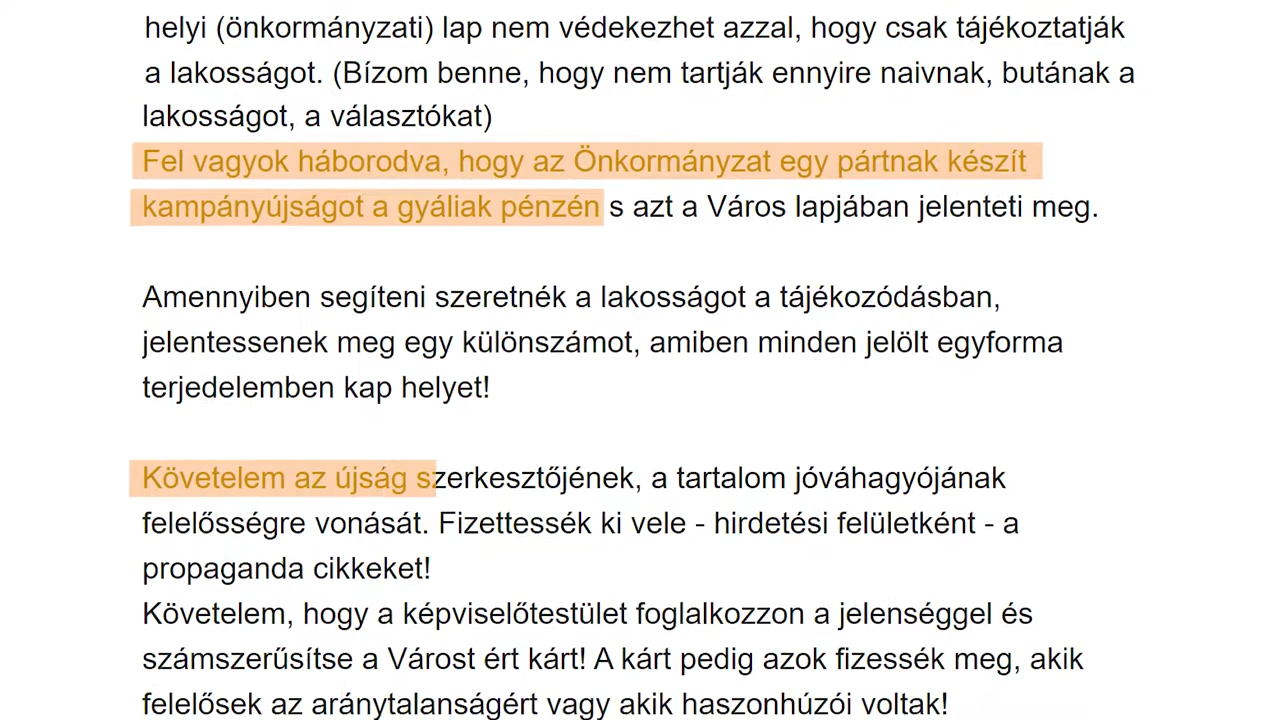 helyi (önkormányzati) lap nem védekezhet azzal, hogy csak tájékoztatják
a lakosságot. (Bízom benne, hogy nem tartják ennyire naivnak, butának a
lakosságot, a választókat)
Fel vagyok háborodva, hogy az Önkormányzat egy pártnak készít
kampányújságot a gyáliak pénzén s azt a Város lapjában jelenteti meg.
Amennyiben segíteni szeretnék a lakosságot a tájékozódásban,
jelentessenek meg egy különszámot, amiben minden jelölt egyforma
terjedelemben kap helyet!
Követelem az újság szerkesztőjének, a tartalom jóváhagyójának
felelősségre vonását. Fizettessék ki vele - hirdetési felületként - a
propaganda cikkeket!
Követelem, hogy a képviselőtestület foglalkozzon a jelenséggel és
számszerűsítse a Várost ért kárt! A kárt pedig azok fizessék meg, akik
felelősek az aránytalanságért vagy akik haszonhúzói voltak!